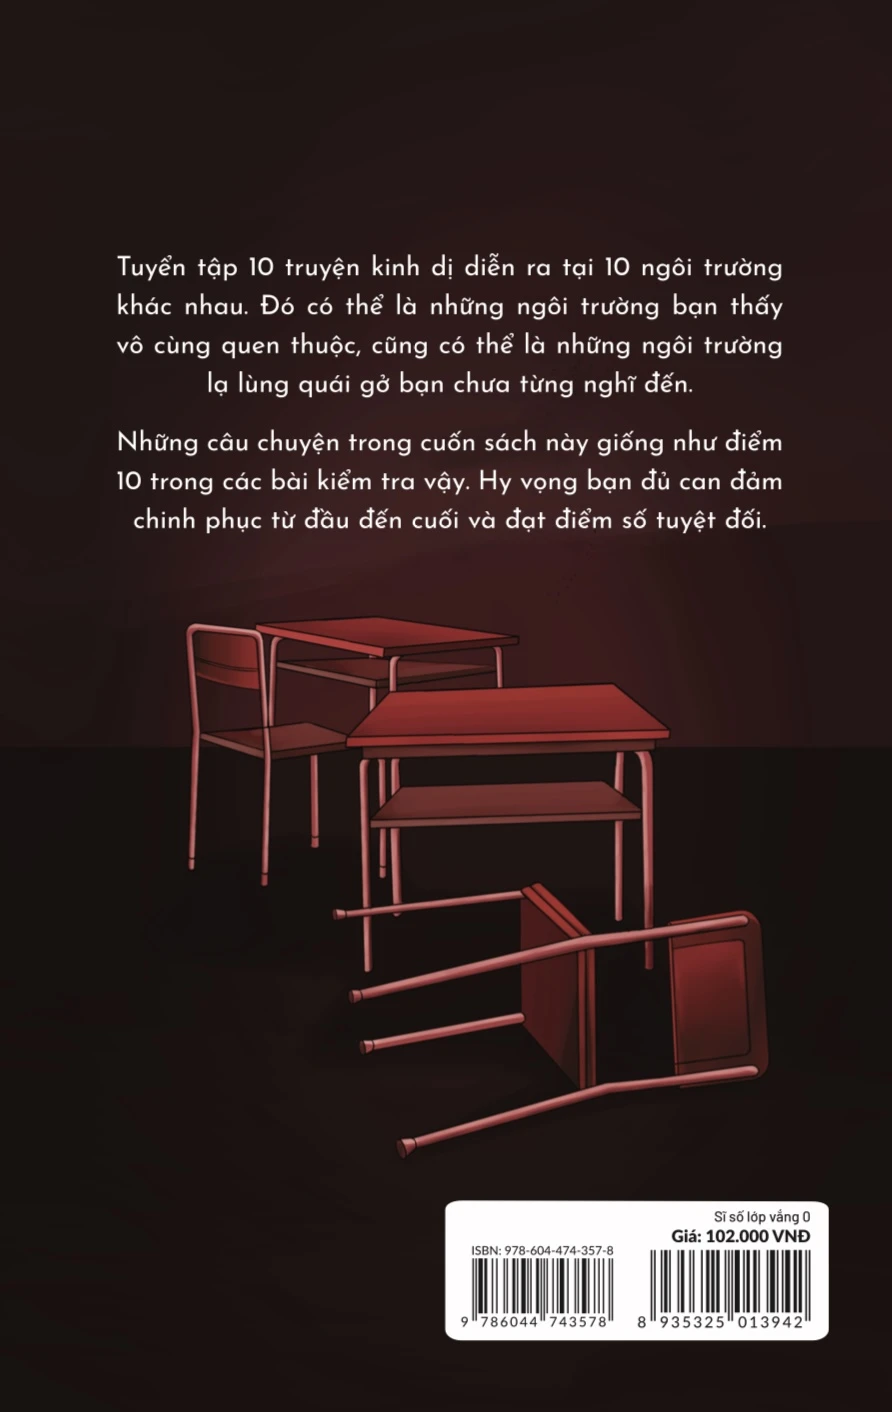 Tuyển tập 10 truyện kinh dị diễn ra tại 10 ngôi trường
khác nhau. Đó có thể là những ngôi trường bạn thấy
vô cùng quen thuộc, cũng có thể là những ngôi trường
lạ lùng quái gở bạn chưa từng nghĩ đến.
Những câu chuyện trong cuốn sách này giống như điểm
10 trong các bài kiểm tra vậy. Hy vọng bạn đủ can đảm
chinh phục từ đầu đến cuối và đạt điểm số tuyệt đối.
Sĩ số lớp vắng 0
Giá: 102.000 VNĐ
ISBN: 978-604-474-357-8
9 786044 743578
8 935325 013942